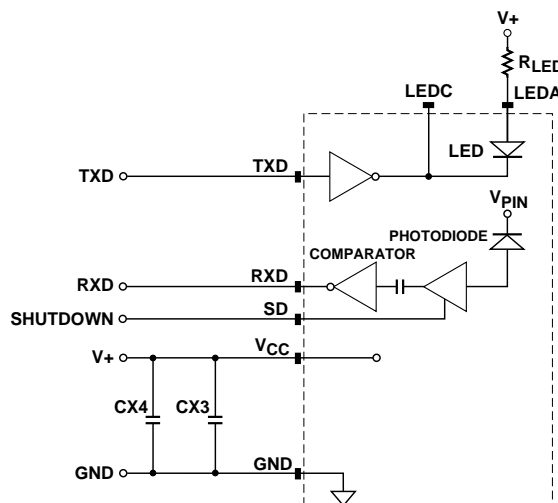 V+
RLED
LEDC
LEDA
TXD
TXD
LED
VPIN
PHOTODIODE
COMPARATOR
RXD
RXD
SHUTDOWN
SD
V+
VCC
CX4
CX3
GND
GND